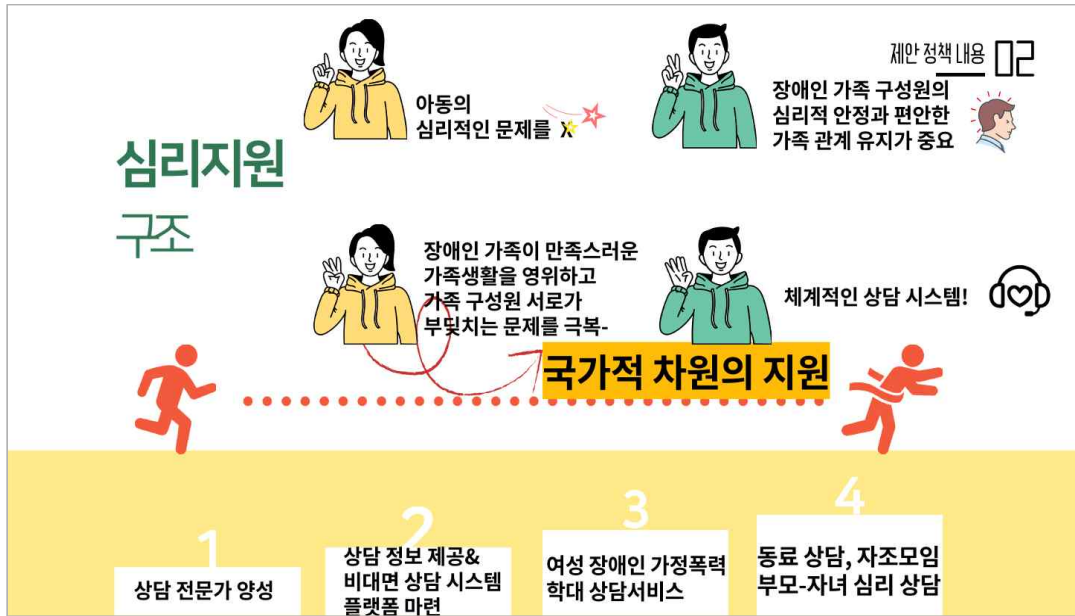 제안 정책 내용 02
심리지원
구조
아동의
심리적인 문제를 X
장애인 가족 구성원의
심리적 안정과 편안한
가족 관계 유지가 중요
장애인 가족이 만족스러운
가족생활을 영위하고
가족 구성원 서로가
부딪치는 문제를 극복-
체계적인 상담 시스템!
국가적 차원의 지원
1
상담 전문가 양성
2
상담 정보 제공&
비대면 상담 시스템
플랫폼 마련
3
여성 장애인 가정폭력
학대 상담서비스
4
동료 상담, 자조모임
부모-자녀 심리 상담